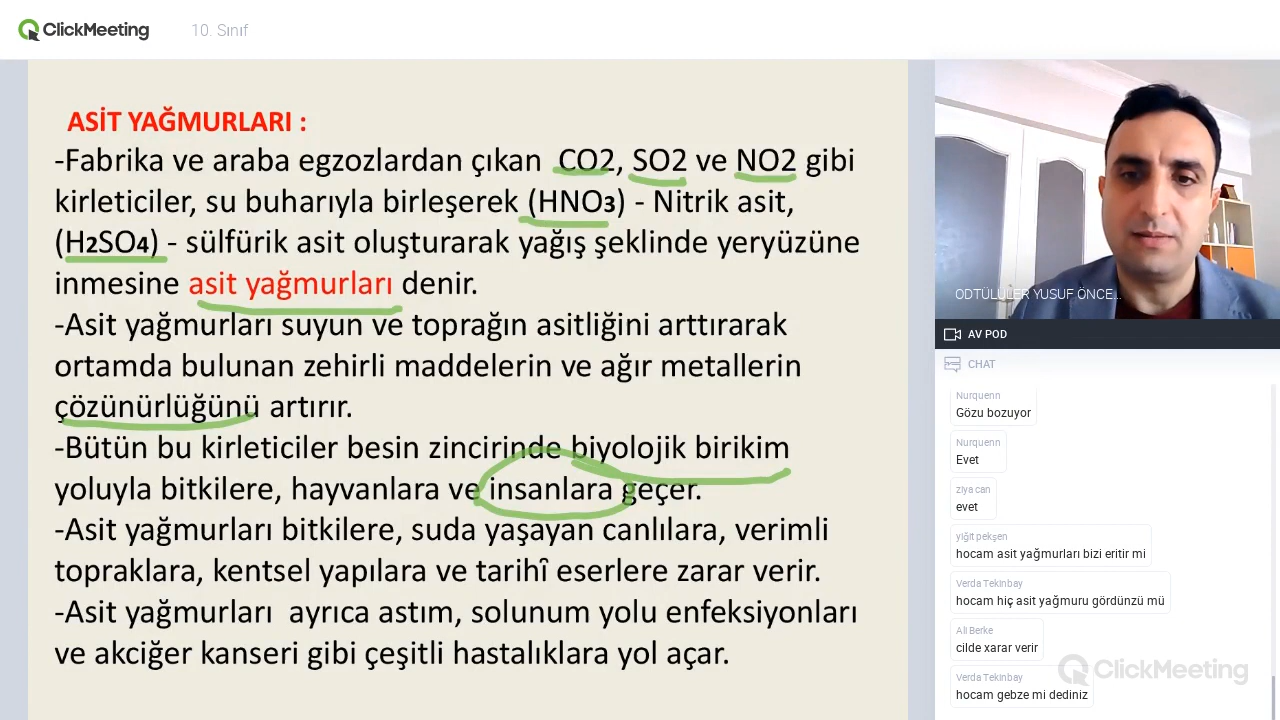 ClickMeeting
10. Sınıf
ASİT YAĞMURLARI :
-Fabrika ve araba egzozlardan çıkan CO2, SO2 ve NO2 gibi
kirleticiler, su buharıyla birleşerek (HNO3) - Nitrik asit,
(H2SO4) - sülfürik asit oluşturarak yağış şeklinde yeryüzüne
inmesine asit yağmurları denir.
-Asit yağmurları suyun ve toprağın asitliğini arttırarak
ortamda bulunan zehirli maddelerin ve ağır metallerin
çözünürlüğünü artırır.
-Bütün bu kirleticiler besin zincirinde biyolojik birikim
yoluyla bitkilere, hayvanlara ve insanlara geçer.
-Asit yağmurları bitkilere, suda yaşayan canlılara, verimli
topraklara, kentsel yapılara ve tarihî eserlere zarar verir.
-Asit yağmurları ayrıca astım, solunum yolu enfeksiyonları
ve akciğer kanseri gibi çeşitli hastalıklara yol açar.
ODTÜLÜLER YUSUF ÖNCE...
AV POD
CHAT
Nurquenn
Gözu bozuyor
Nurquenn
Evet
ziya can
evet
yiğit pekşen
hocam asit yağmurları bizi eritir mi
Verda Tekinbay
hocam hiç asit yağmuru gördünzü mü
Ali Berke
cilde xarar verir
Verda Tekinbay
hocam gebze mi dediniz
ClickMeeting